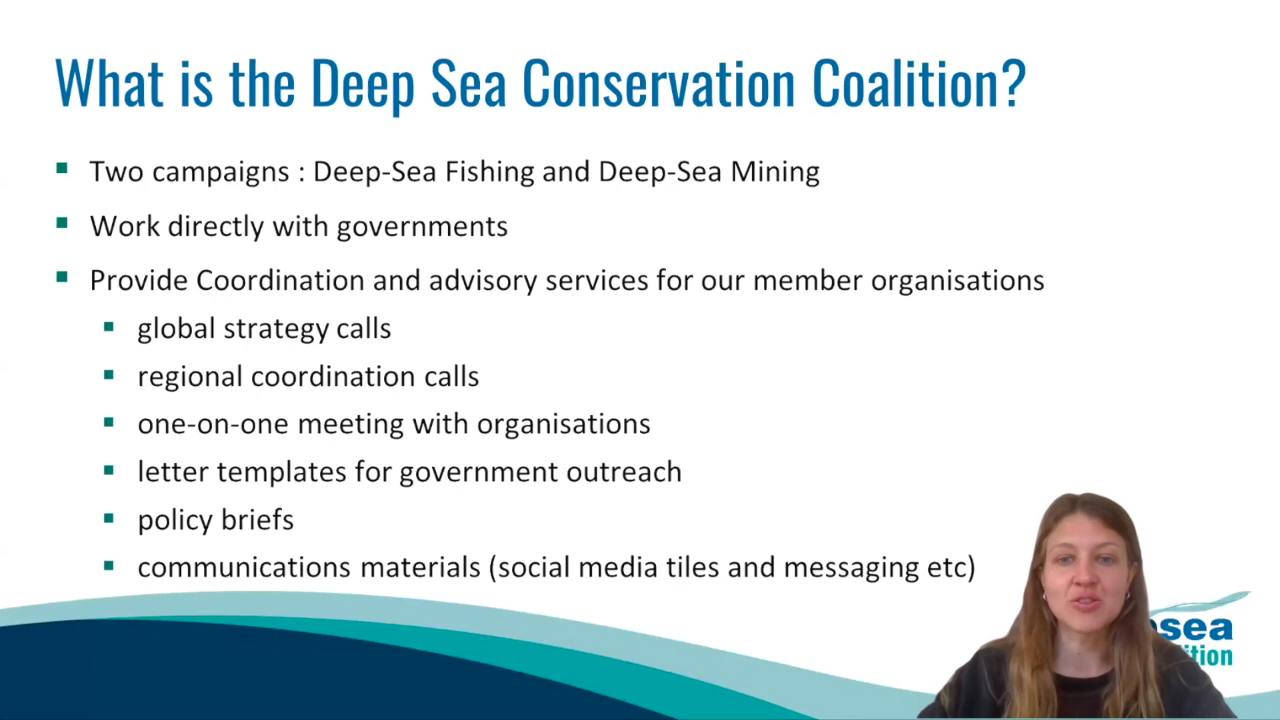 What is the Deep Sea Conservation Coalition?
Two campaigns : Deep-Sea Fishing and Deep-Sea Mining
Work directly with governments
Provide Coordination and advisory services for our member organisations
global strategy calls
regional coordination calls
one-on-one meeting with organisations
letter templates for government outreach
policy briefs
communications materials (social media tiles and messaging etc)